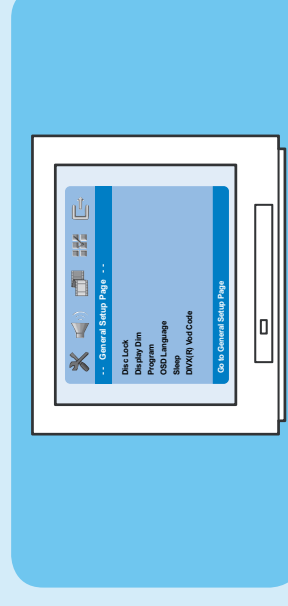 - - General Setup Page - -
Disc Lock
Display Dim
Program
OSD Language
Sleep
DIVX(R) Vod Code
Go to General Setup Page